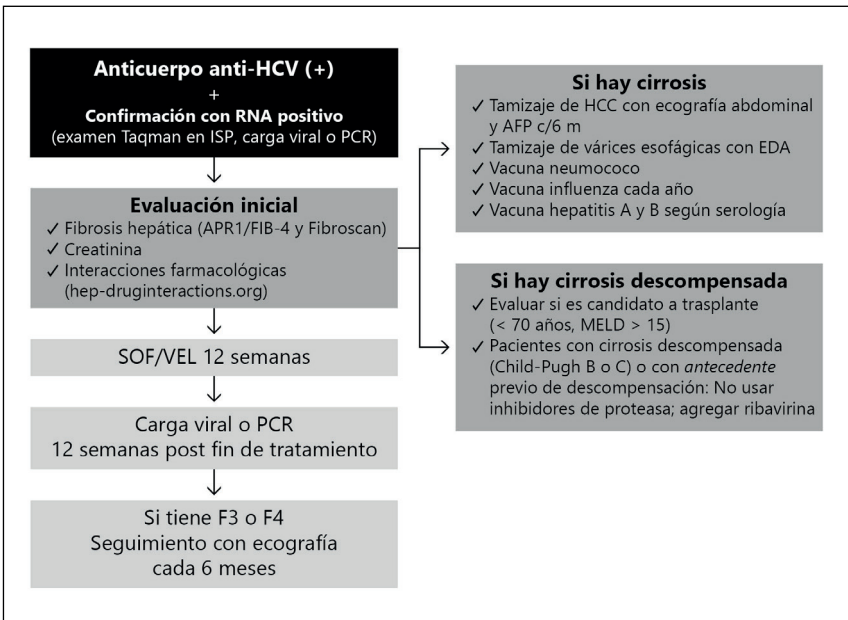 Anticuerpo anti-HCV (+)
+
Confirmación con RNA positivo
(examen Taqman en ISP, carga viral o PCR)
Evaluación inicial
✓ Fibrosis hepática (APR1/FIB-4 y Fibroscan)
✓ Creatinina
✓ Interacciones farmacológicas
(hep-druginteractions.org)
SOF/VEL 12 semanas
Carga viral o PCR
12 semanas post fin de tratamiento
Si tiene F3 o F4
Seguimiento con ecografía
cada 6 meses
Si hay cirrosis
✓ Tamizaje de HCC con ecografía abdominal
y AFP c/6 m
✓ Tamizaje de várices esofágicas con EDA
✓ Vacuna neumococo
✓ Vacuna influenza cada año
✓ Vacuna hepatitis A y B según serología
Si hay cirrosis descompensada
✓ Evaluar si es candidato a trasplante
(< 70 años, MELD > 15)
✓ Pacientes con cirrosis descompensada
(Child-Pugh B o C) o con antecedente
previo de descompensación: No usar
inhibidores de proteasa; agregar ribavirina